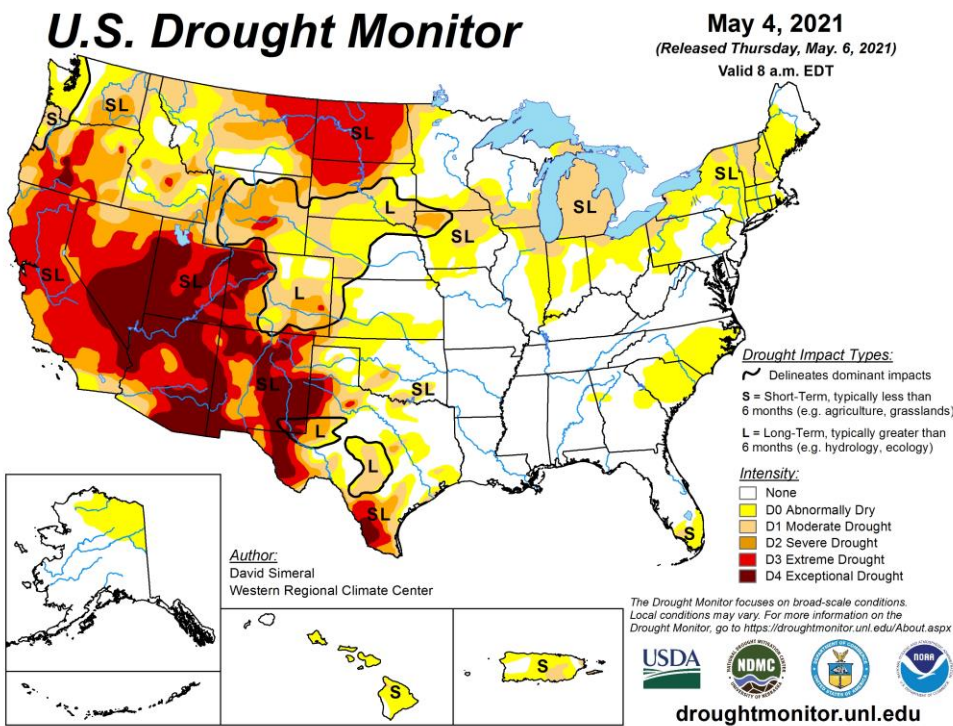 U.S. Drought Monitor
May 4, 2021
(Released Thursday, May. 6, 2021)
Valid 8 a.m. EDT
S
SL
SL
L
SL
SL
SL
SL
SL
L
SL
SL
L
L
SL
S
Drought Impact Types:
Delineates dominant impacts
S = Short-Term, typically less than
6 months (e.g. agriculture, grasslands)
L = Long-Term, typically greater than
6 months (e.g. hydrology, ecology)
Intensity:
None
D0 Abnormally Dry
D1 Moderate Drought
D2 Severe Drought
D3 Extreme Drought
D4 Exceptional Drought
Author:
David Simeral
Western Regional Climate Center
S
S
The Drought Monitor focuses on broad-scale conditions.
Local conditions may vary. For more information on the
Drought Monitor, go to https://droughtmonitor.unl.edu/About.aspx
USDA
NDMC
NOAA
droughtmonitor.unl.edu